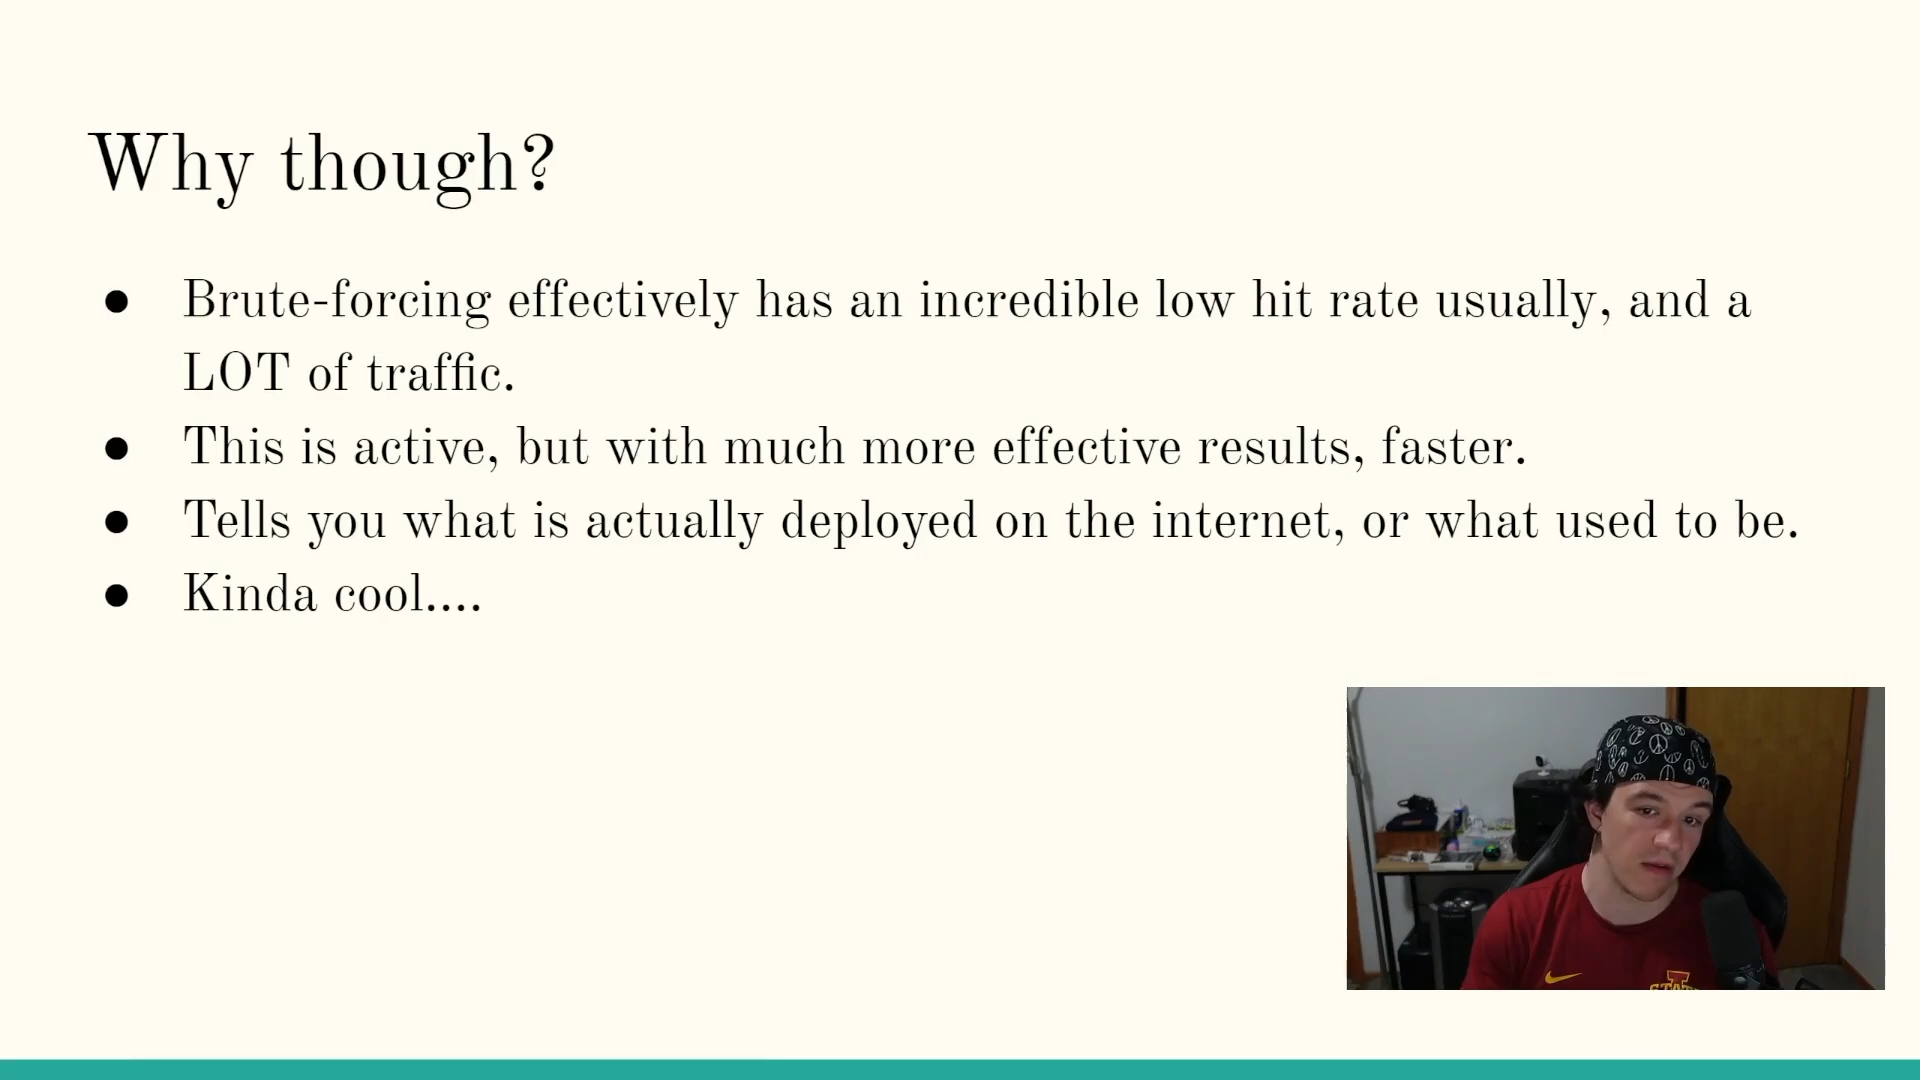 Why though?
● Brute-forcing effectively has an incredible low hit rate usually, and a
LOT of traffic.
● This is active, but with much more effective results, faster.
● Tells you what is actually deployed on the internet, or what used to be.
● Kinda cool....
STATE